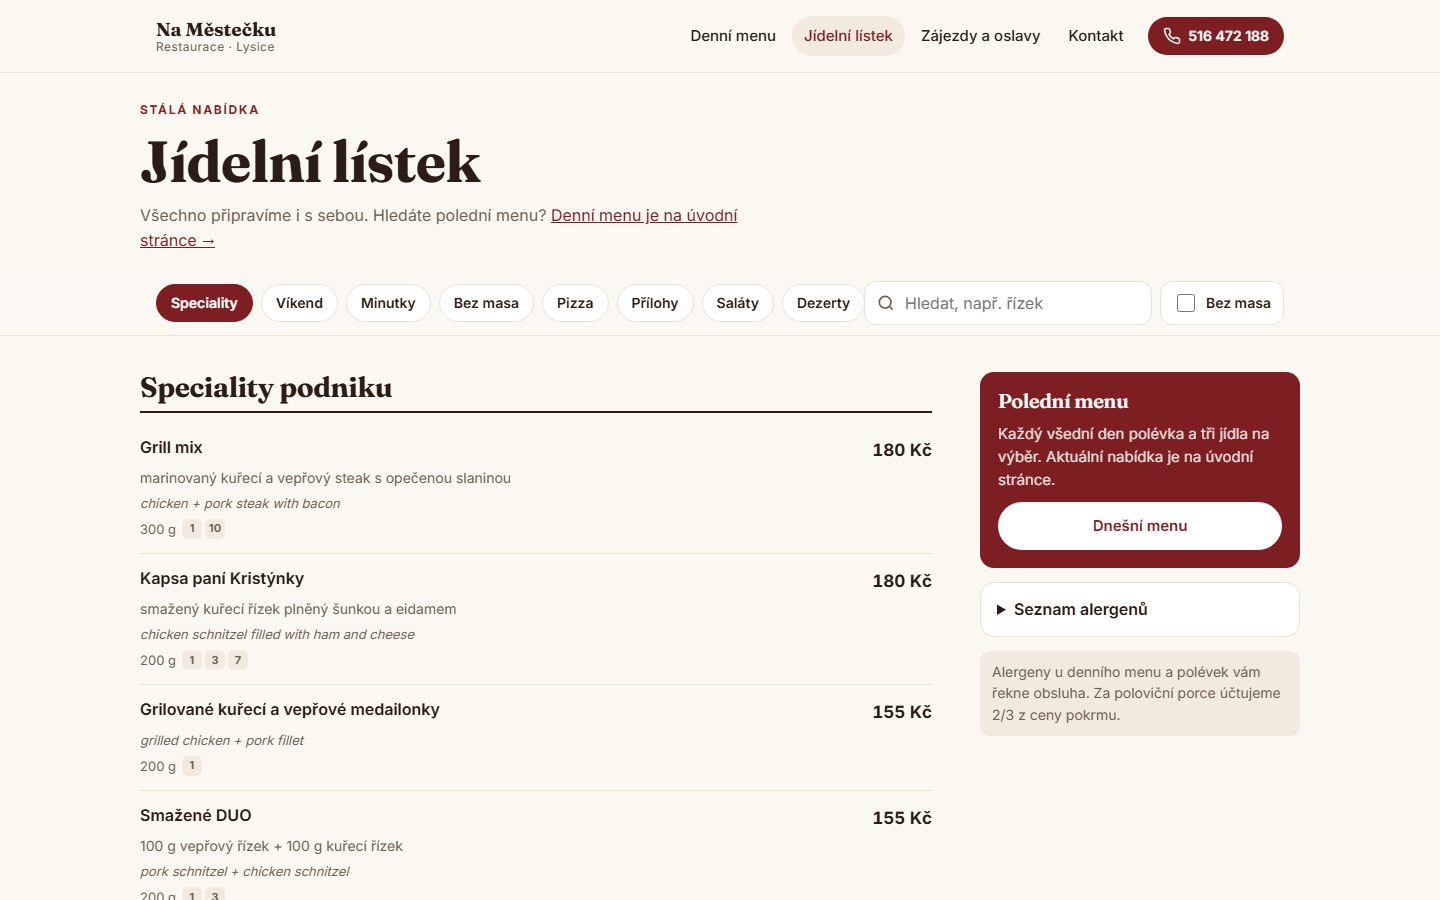 Na Městečku
Restaurace · Lysice
Denní menu
Jídelní lístek
Zájezdy a oslavy
Kontakt
516 472 188
STÁLÁ NABÍDKA
Jídelní lístek
Všechno připravíme i s sebou. Hledáte polední menu? Denní menu je na úvodní
stránce →
Speciality
Víkend
Minutky
Bez masa
Pizza
Přílohy
Saláty
Dezerty
Hledat, např. řízek
Bez masa
Speciality podniku
Grill mix
180 Kč
marinovaný kuřecí a vepřový steak s opečenou slaninou
chicken + pork steak with bacon
300 g 1 10
Kapsa paní Kristýnky
180 Kč
smažený kuřecí řízek plněný šunkou a eidamem
chicken schnitzel filled with ham and cheese
200 g 1 3 7
Grilované kuřecí a vepřové medailonky
155 Kč
grilled chicken + pork fillet
200 g 1
Smažené DUO
155 Kč
100 g vepřový řízek + 100 g kuřecí řízek
pork schnitzel + chicken schnitzel
200 g 1 3
Polední menu
Každý všední den polévka a tři jídla na
výběr. Aktuální nabídka je na úvodní
stránce.
Dnešní menu
Seznam alergenů
Alergeny u denního menu a polévek vám
řekne obsluha. Za poloviční porce účtujeme
2/3 z ceny pokrmu.